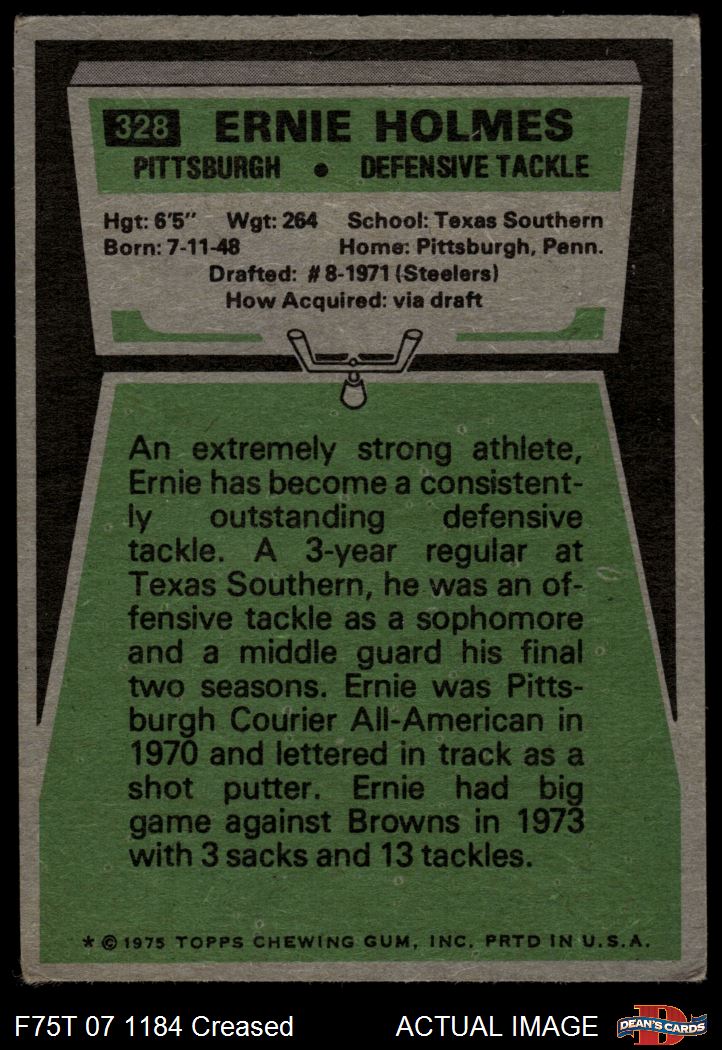 328 ERNIE HOLMES
PITTSBURGH • DEFENSIVE TACKLE
Hgt: 6'5" Wgt: 264 School: Texas Southern
Born: 7-11-48 Home: Pittsburgh, Penn.
Drafted: #8-1971 (Steelers)
How Acquired: via draft
An extremely strong athlete,
Ernie has become a consistent-
ly outstanding defensive
tackle. A 3-year regular at
Texas Southern, he was an of-
fensive tackle as a sophomore
and a middle guard his final
two seasons. Ernie was Pitts-
burgh Courier All-American in
1970 and lettered in track as a
shot putter. Ernie had big
game against Browns in 1973
with 3 sacks and 13 tackles.
* © 1975 TOPPS CHEWING GUM, INC. PRTD IN U.S.A.
F75T 07 1184 Creased ACTUAL IMAGE D DEAN'S CARDS